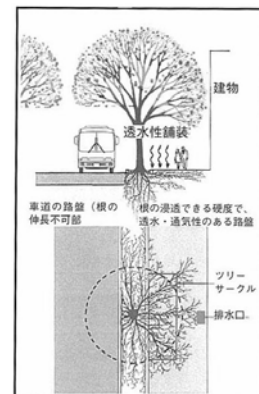 建物
透水性舗装
車道の路盤（根の
伸長不可部
根の浸透できる硬度で、
透水・通気性のある路盤
ツリー
サークル
排水口